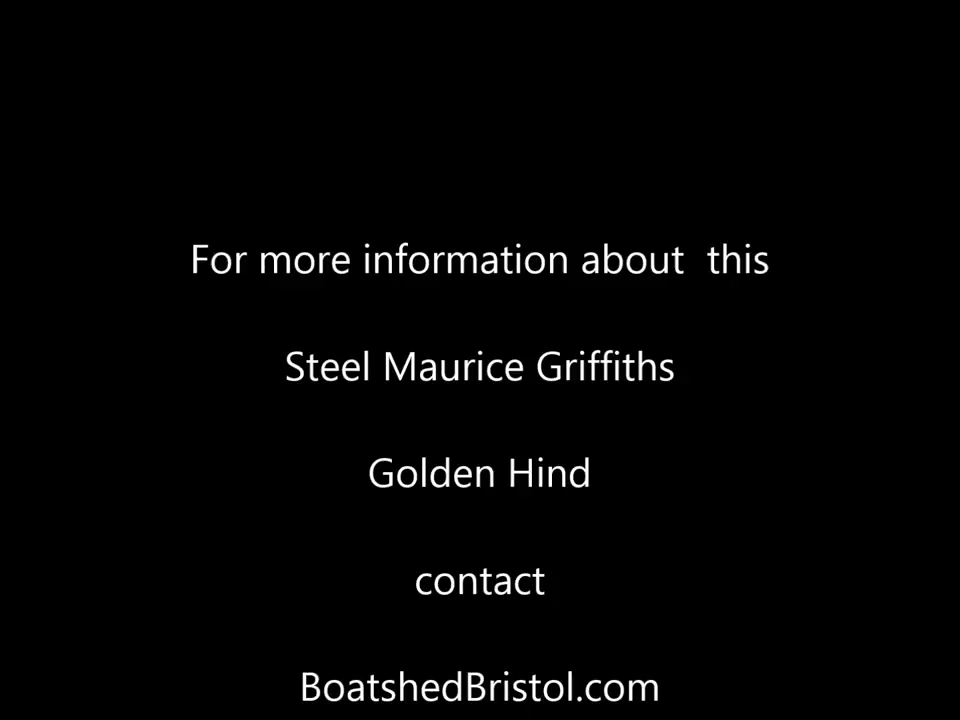 For more information about  this
Steel Maurice Griffiths
Golden Hind
contact
BoatshedBristol.com